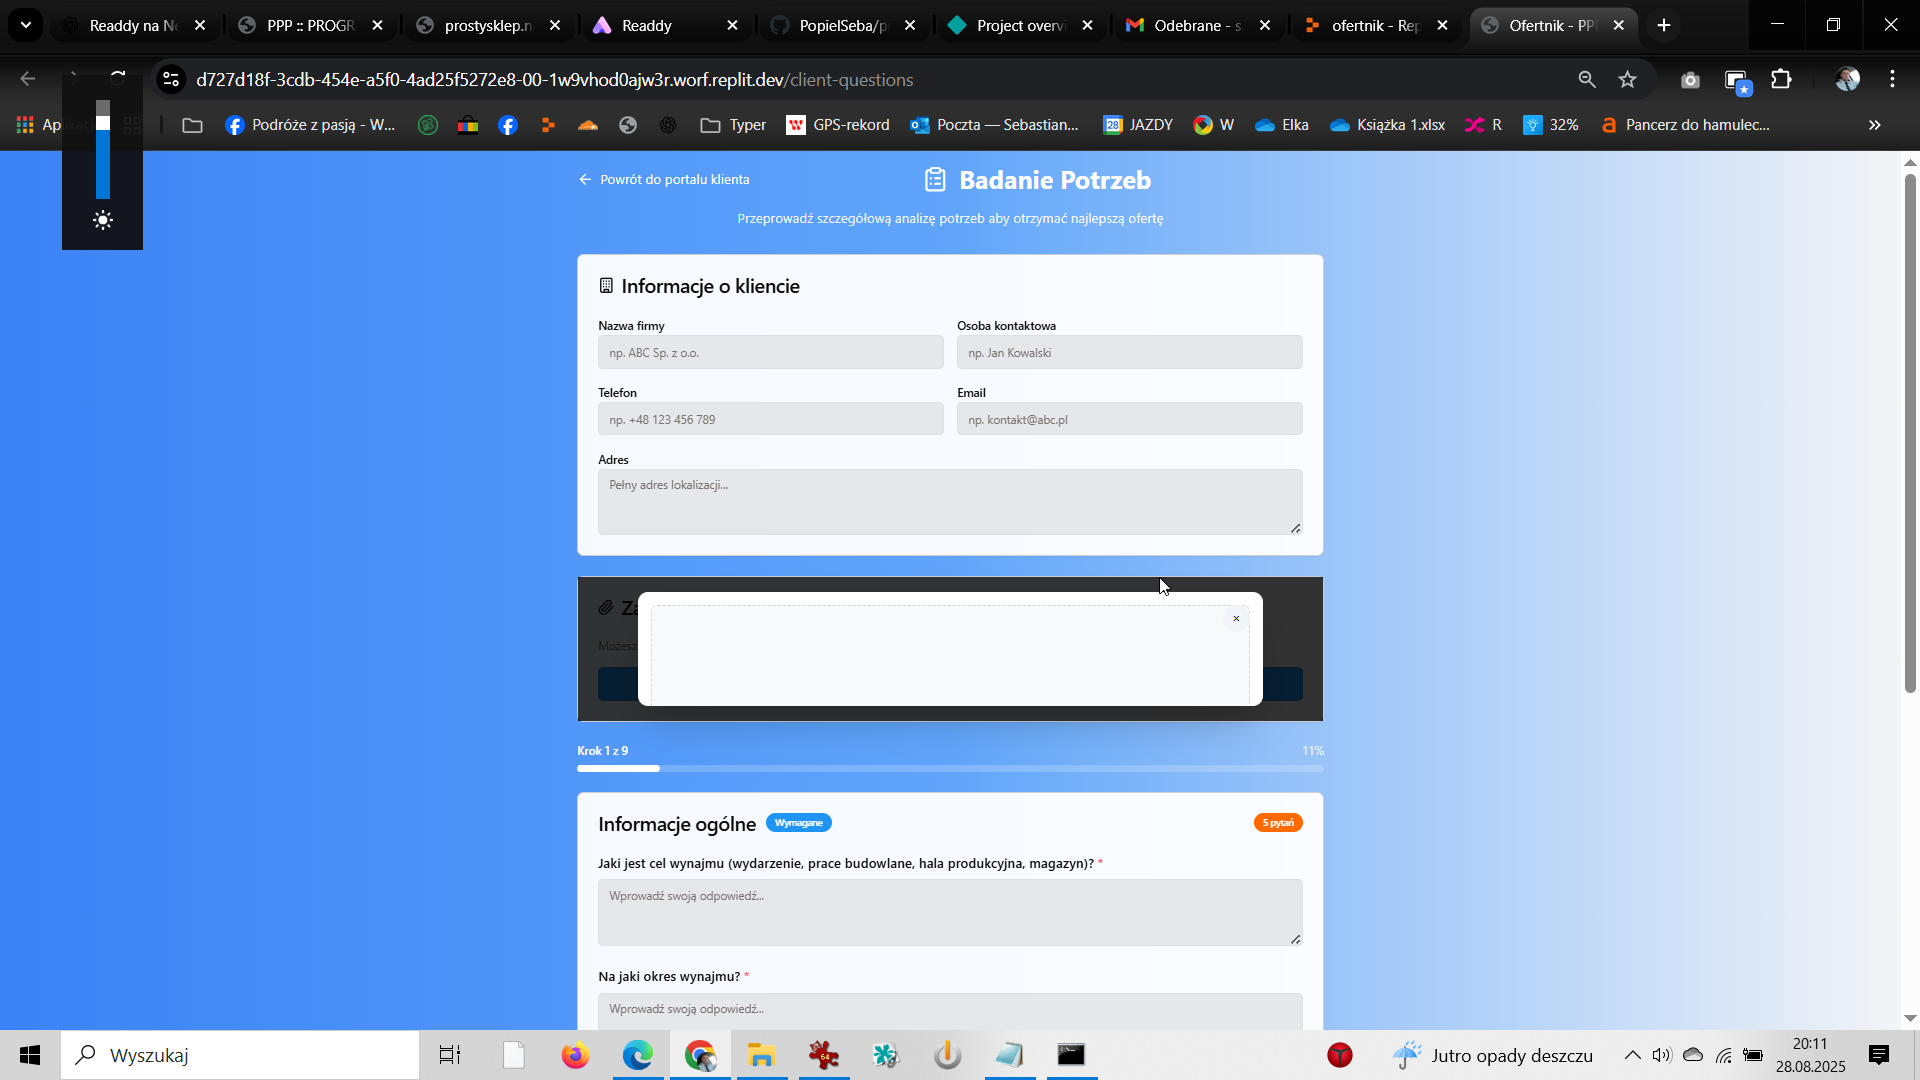 Readdy na Ne
PPP :: PROGR
prostysklep.n
Readdy
PopielSeba/p
Project overvi
Odebrane - s
ofertnik - Rep
Ofertnik - PP
d727d18f-3cdb-454e-a5f0-4ad25f5272e8-00-1w9vhod0ajw3r.worf.replit.dev/client-questions
Podróże z pasją - W...
Typer
GPS-rekord
Poczta — Sebastian...
28
JAZDY
W
Elka
Książka 1.xlsx
R
32%
Pancerz do hamulec...
Powrót do portalu klienta
Badanie Potrzeb
Przeprowadź szczegółową analizę potrzeb aby otrzymać najlepszą ofertę
Informacje o kliencie
Nazwa firmy
Osoba kontaktowa
np. ABC Sp. z o.o.
np. Jan Kowalski
Telefon
Email
np. +48 123 456 789
np. kontakt@abc.pl
Adres
Pełny adres lokalizacji...
Za
Możesz
Krok 1 z 9
11%
Informacje ogólne
Wymagane
5 pytań
Jaki jest cel wynajmu (wydarzenie, prace budowlane, hala produkcyjna, magazyn)? *
Wprowadź swoją odpowiedź...
Na jaki okres wynajmu? *
Wprowadź swoją odpowiedź...
Wyszukaj
64
Jutro opady deszczu
20:11
28.08.2025